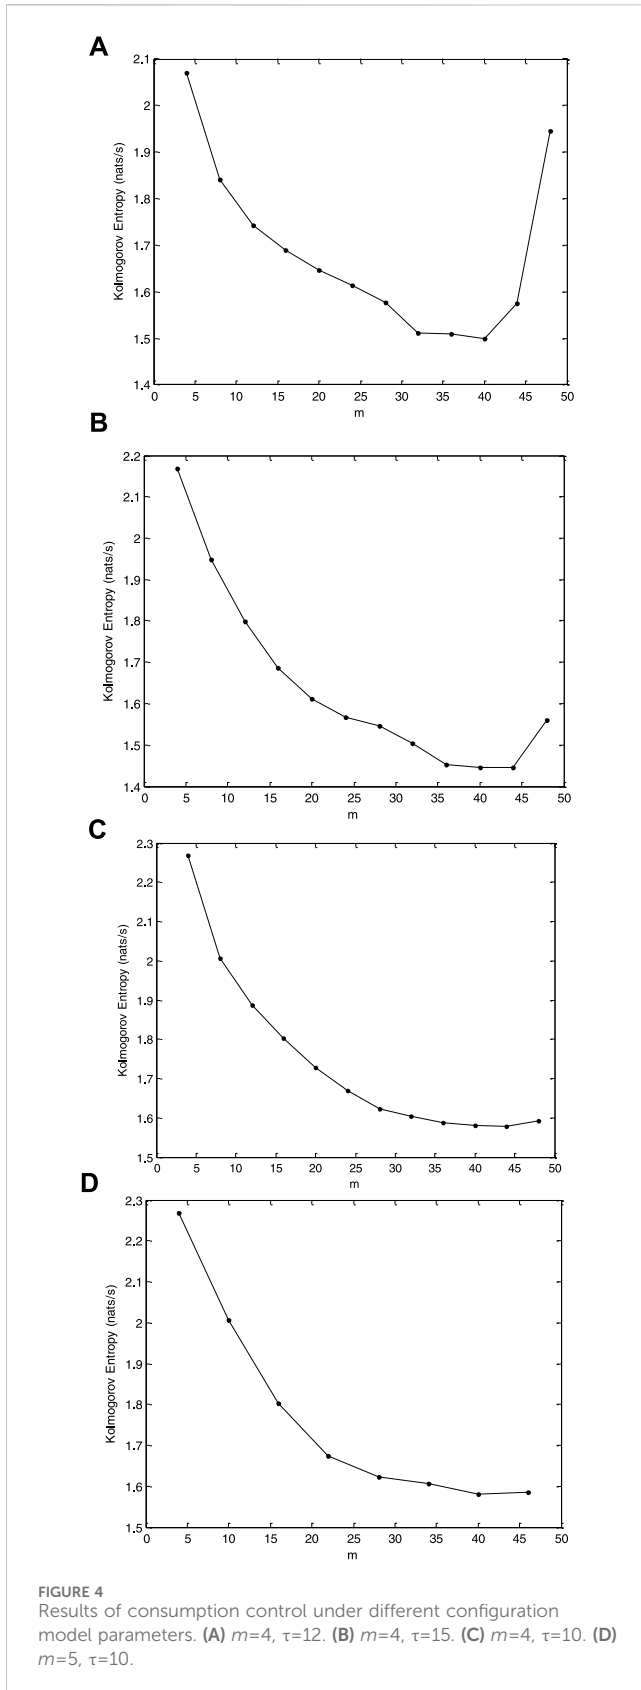 A
2.1
2
1.9
1.8
1.7
1.6
1.5
1.4
Kolmogorov Entropy (nats/s)
0 5 10 15 20 25 30 35 40 45 50
m
B
2.2
2.1
2
1.9
1.8
1.7
1.6
1.5
1.4
Kolmogorov Entropy (nats/s)
0 5 10 15 20 25 30 35 40 45 50
m
C
2.3
2.2
2.1
2
1.9
1.8
1.7
1.6
1.5
Kolmogorov Entropy (nats/s)
0 5 10 15 20 25 30 35 40 45 50
m
D
2.3
2.2
2.1
2
1.9
1.8
1.7
1.6
1.5
Kolmogorov Entropy (nats/s)
0 5 10 15 20 25 30 35 40 45 50
m
FIGURE 4
Results of consumption control under different configuration
model parameters. (A) m=4, τ=12. (B) m=4, τ=15. (C) m=4, τ=10. (D)
m=5, τ=10.